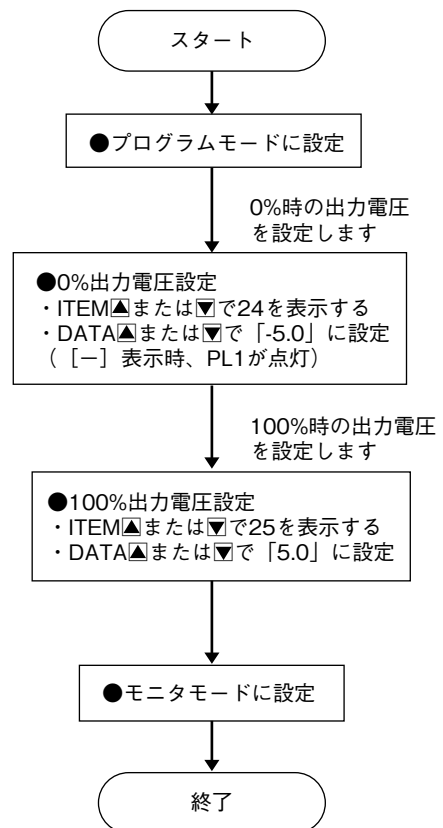 スタート
●プログラムモードに設定
0%時の出力電圧
を設定します
●0%出力電圧設定
・ITEM▲または▼で24を表示する
・DATA▲または▼で「-5.0」に設定
（［－］表示時、PL1が点灯）
100%時の出力電圧
を設定します
●100%出力電圧設定
・ITEM▲または▼で25を表示する
・DATA▲または▼で「5.0」に設定
●モニタモードに設定
終了